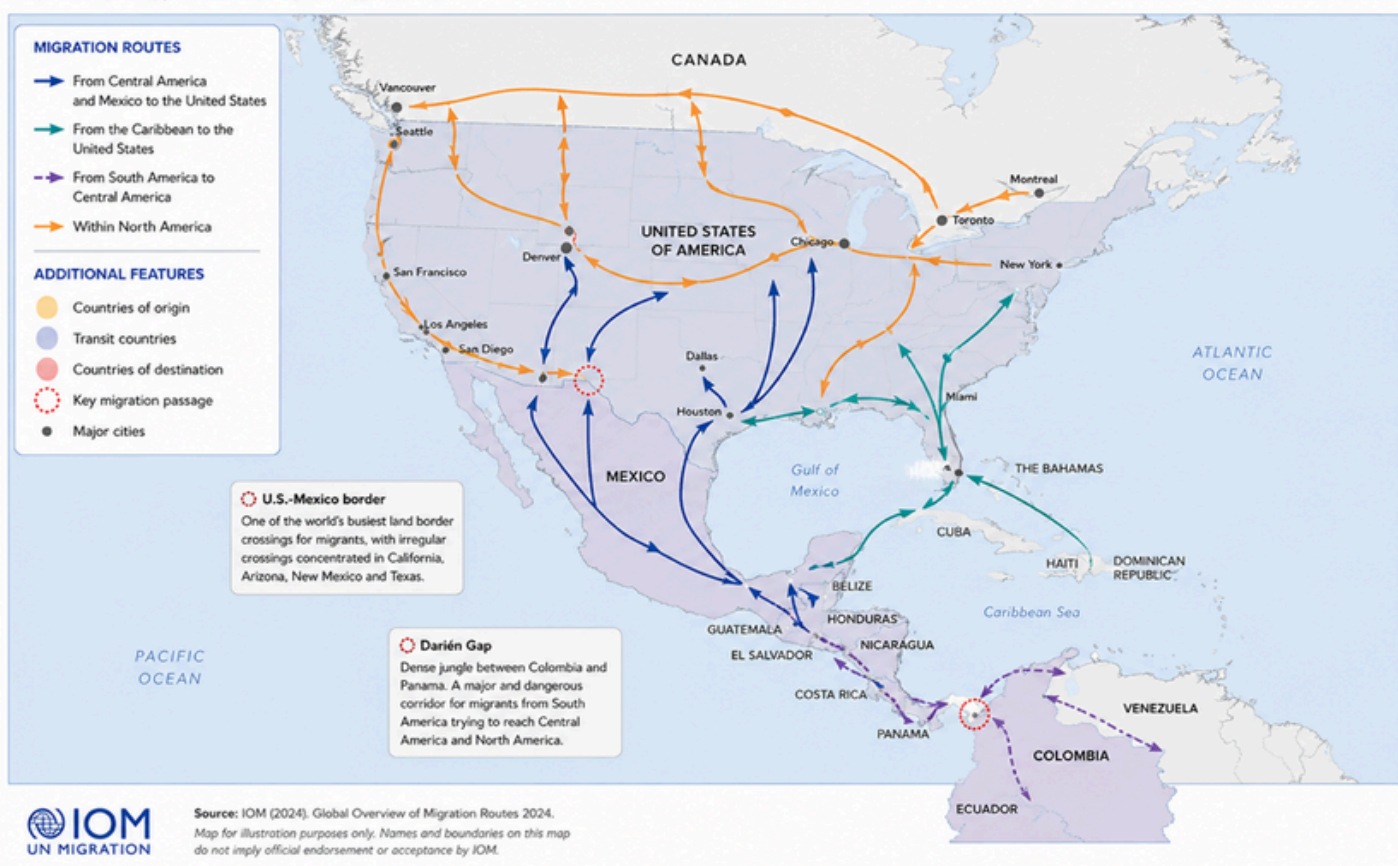 MIGRATION ROUTES
From Central America
and Mexico to the United States
From the Caribbean to the
United States
From South America to
Central America
Within North America
ADDITIONAL FEATURES
Countries of origin
Transit countries
Countries of destination
Key migration passage
Major cities
CANADA
Vancouver
Seattle
Montreal
Toronto
UNITED STATES
OF AMERICA
Chicago
Denver
New York
San Francisco
Los Angeles
San Diego
Dallas
Houston
Miami
ATLANTIC
OCEAN
MEXICO
Gulf of
Mexico
THE BAHAMAS
CUBA
HAITI
DOMINICAN
REPUBLIC
BELIZE
Caribbean Sea
HONDURAS
GUATEMALA
NICARAGUA
EL SALVADOR
COSTA RICA
PANAMA
VENEZUELA
COLOMBIA
ECUADOR
PACIFIC
OCEAN
U.S.-Mexico border
One of the world's busiest land border
crossings for migrants, with irregular
crossings concentrated in California,
Arizona, New Mexico and Texas.
Darién Gap
Dense jungle between Colombia and
Panama. A major and dangerous
corridor for migrants from South
America trying to reach Central
America and North America.
IOM
UN MIGRATION
Source: IOM (2024). Global Overview of Migration Routes 2024.
Map for illustration purposes only. Names and boundaries on this map
do not imply official endorsement or acceptance by IOM.